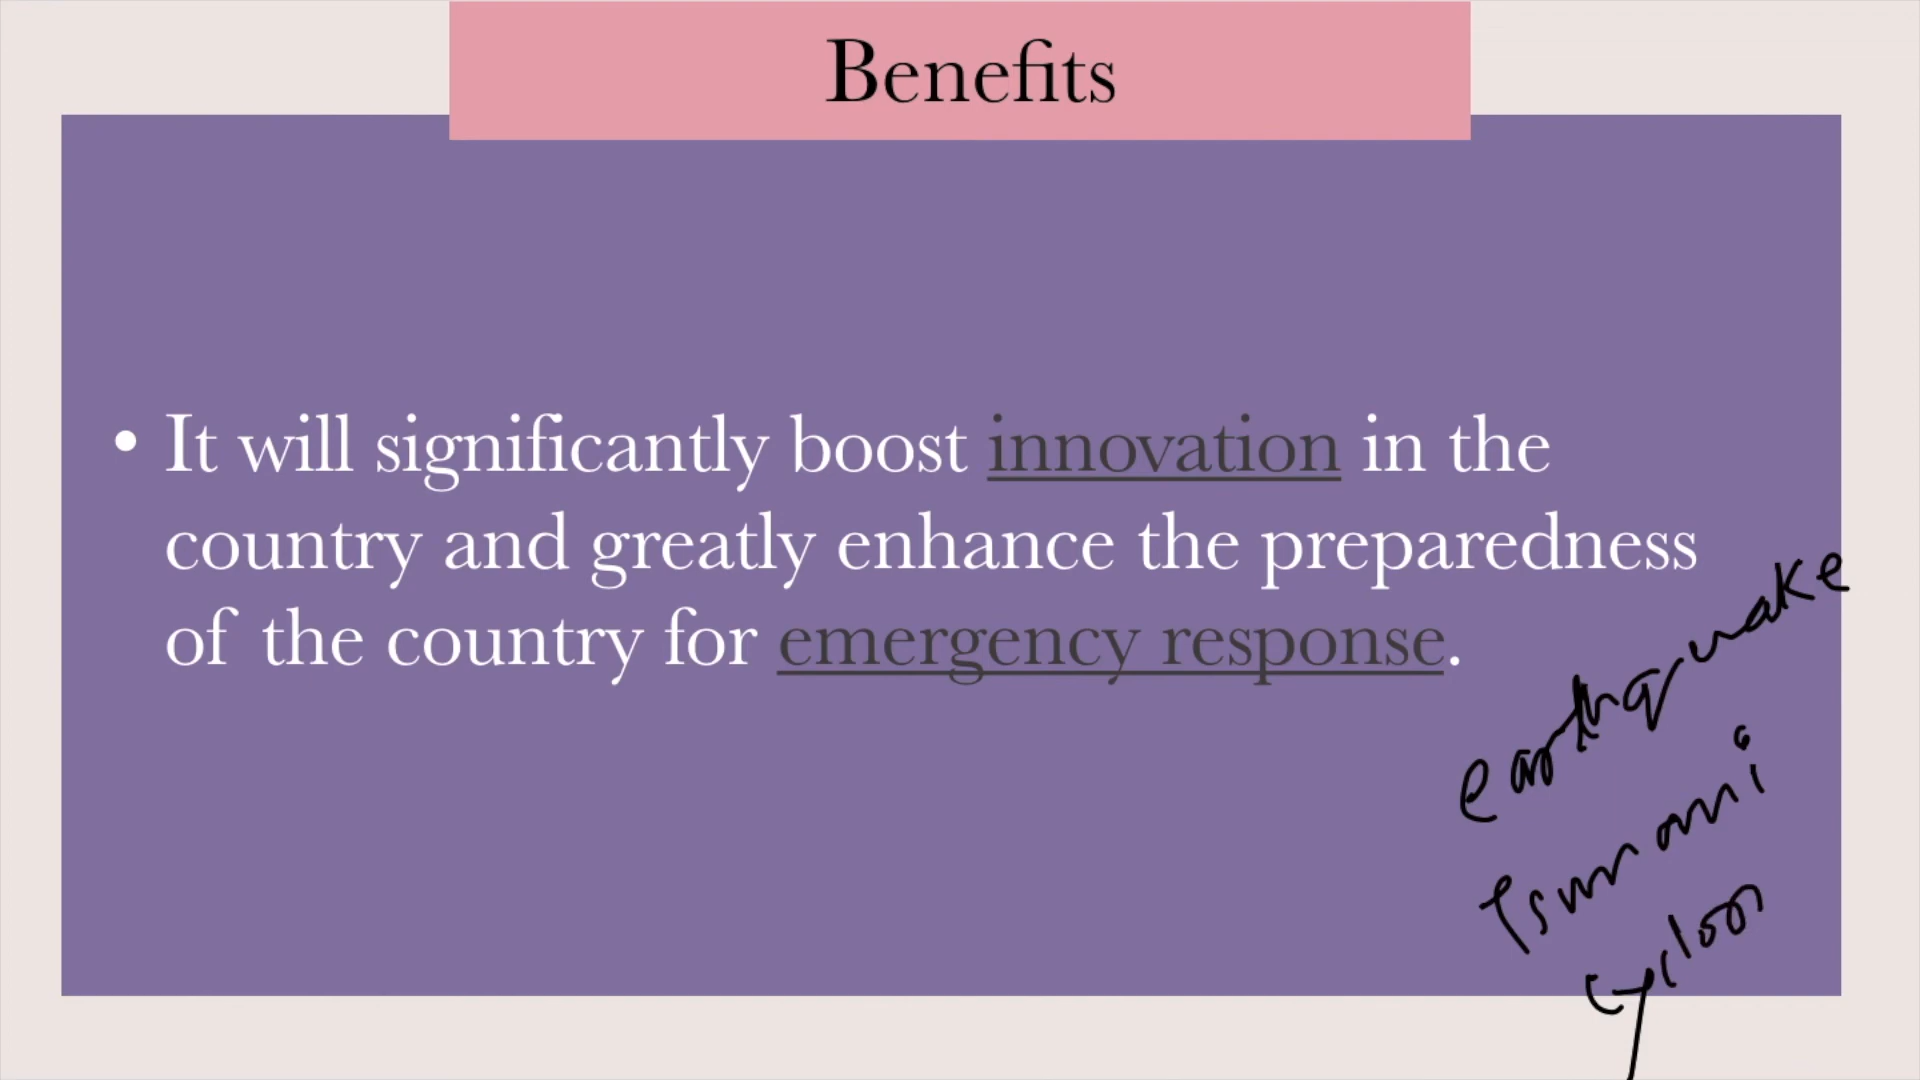 Benefits
• It will significantly boost innovation in the
country and greatly enhance the preparedness
of the country for emergency response.
earthquake
Tsunami
cycloon